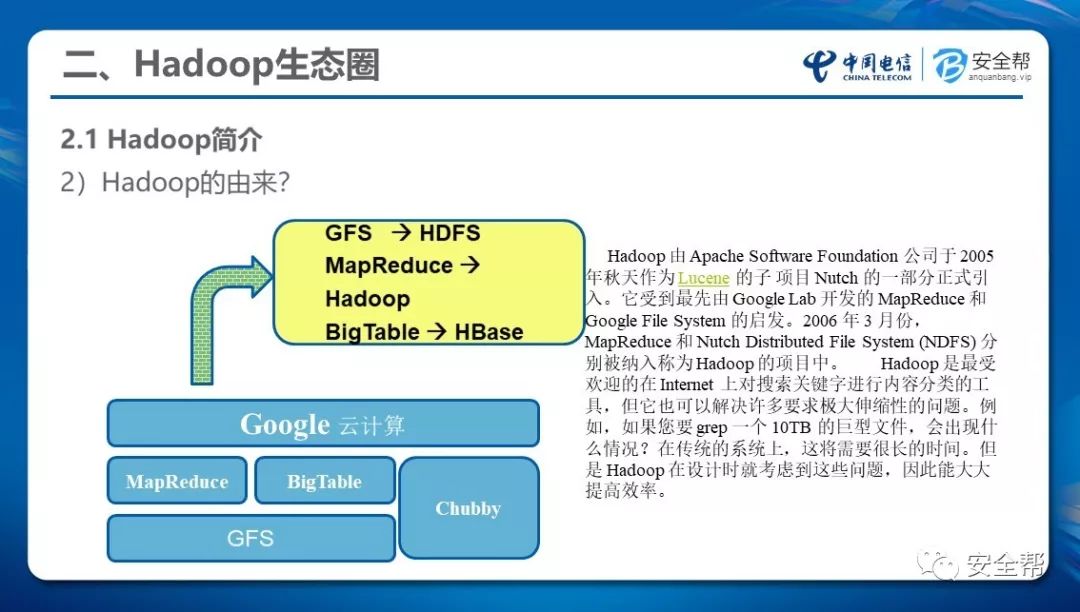 二、Hadoop生态圈
中国电信
CHINA TELECOM
安全帮
anquanbang.vip
2.1 Hadoop简介
2）Hadoop的由来?
GFS → HDFS
MapReduce →
Hadoop
BigTable → HBase
Google 云计算
MapReduce
BigTable
Chubby
GFS
Hadoop 由 Apache Software Foundation 公司于 2005
年秋天作为 Lucene 的子 项目 Nutch 的一部分正式引
入。它受到最先由 Google Lab 开发的 MapReduce 和
Google File System 的启发。2006 年 3 月份，
MapReduce 和 Nutch Distributed File System (NDFS) 分
别被纳入称为 Hadoop 的项目中。 Hadoop 是最受
欢迎的在 Internet 上对搜索关键字进行内容分类的工
具，但它也可以解决许多要求极大伸缩性的问题。例
如，如果您要 grep 一个 10TB 的巨型文件，会出现什
么情况？在传统的系统上，这将需要很长的时间。但
是 Hadoop 在设计时就考虑到这些问题，因此能大大
提高效率。
安全帮